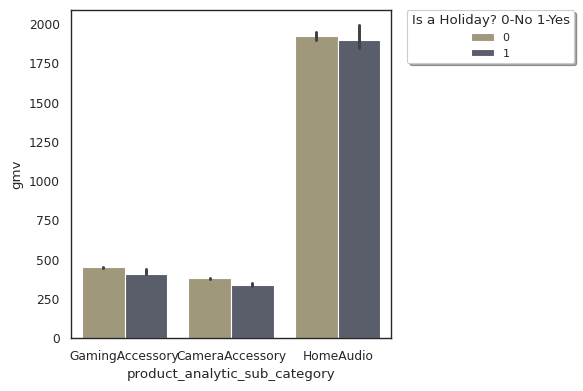 Is a Holiday? 0-No 1-Yes
0
1
2000
1750
1500
1250
1000
750
500
250
0
gmv
GamingAccessory CameraAccessory HomeAudio
product_analytic_sub_category